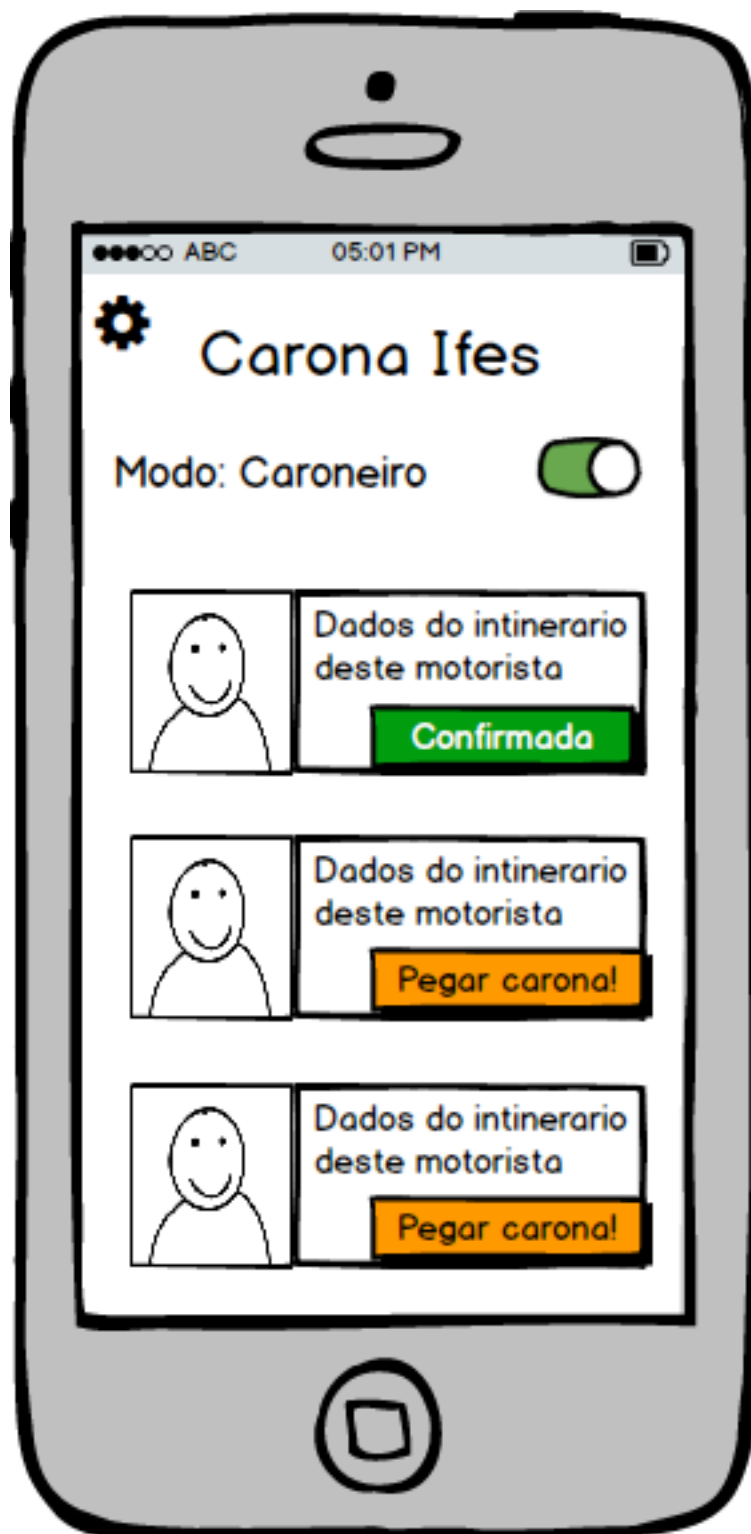 ABC 05:01 PM
Carona Ifes
Modo: Caroneiro
Dados do intinerario
deste motorista
Confirmada
Dados do intinerario
deste motorista
Pegar carona!
Dados do intinerario
deste motorista
Pegar carona!